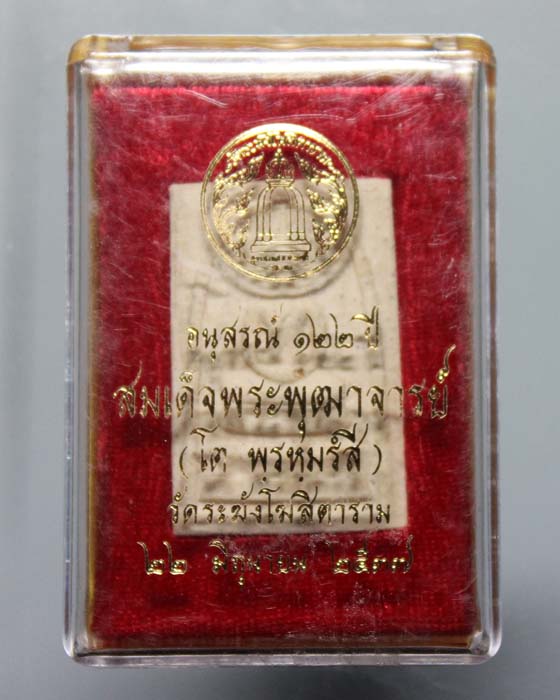 อนุสรณ์ ๑๒๒ ปี
สมเด็จพระพุฒาจารย์
(โต พฺรหฺมรํสี)
วัดระฆังโฆสิตาราม
๒๒ มิถุนายน ๒๕๓๗